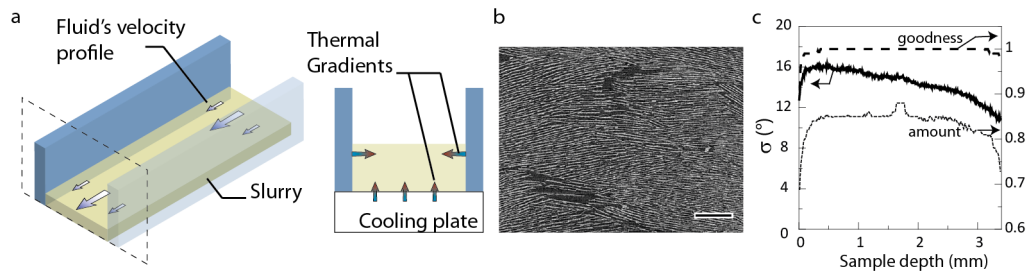 a
Fluid's velocity
profile
Slurry
Thermal
Gradients
Cooling plate
b
c
20
16
12
8
4
0
σ (°)
goodness
amount
1
0.9
0.8
0.7
0.6
0 1 2 3
Sample depth (mm)